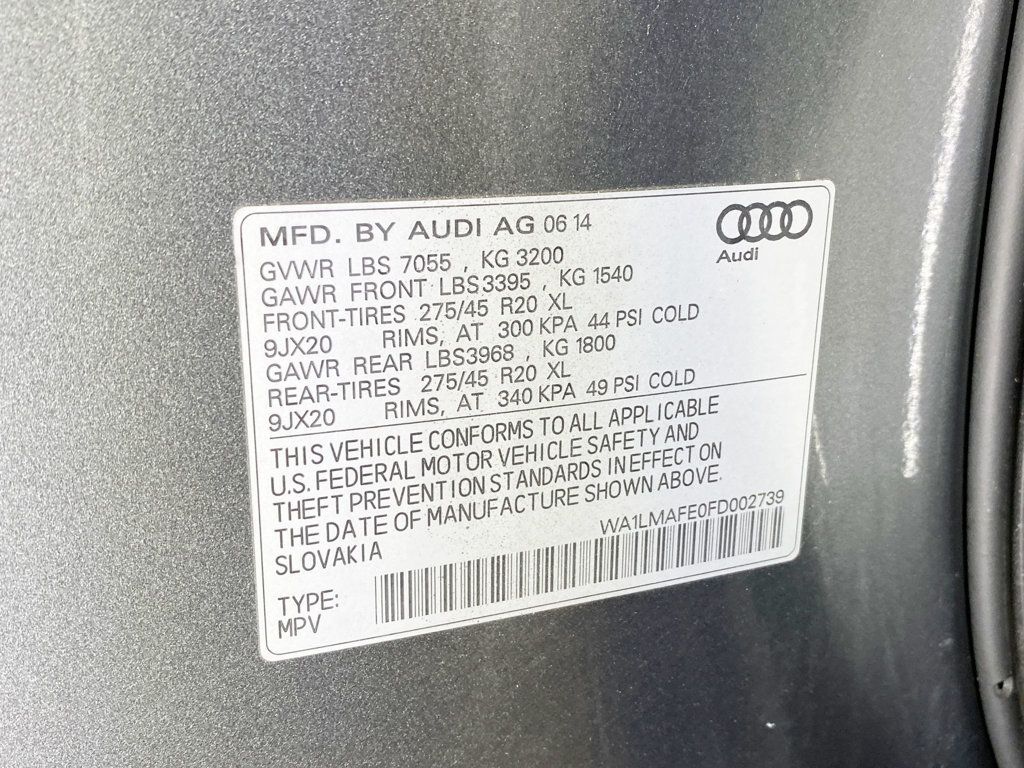 MFD. BY AUDI AG 06 14
Audi
GVWR LBS 7055 , KG 3200
GAWR FRONT LBS3395 , KG 1540
FRONT-TIRES 275/45 R20 XL
9JX20 RIMS, AT 300 KPA 44 PSI COLD
GAWR REAR LBS3968 , KG 1800
REAR-TIRES 275/45 R20 XL
9JX20 RIMS, AT 340 KPA 49 PSI COLD
THIS VEHICLE CONFORMS TO ALL APPLICABLE
U.S. FEDERAL MOTOR VEHICLE SAFETY AND
THEFT PREVENTION STANDARDS IN EFFECT ON
THE DATE OF MANUFACTURE SHOWN ABOVE.
SLOVAKIA
WA1LMAFE0FD002739
TYPE:
MPV